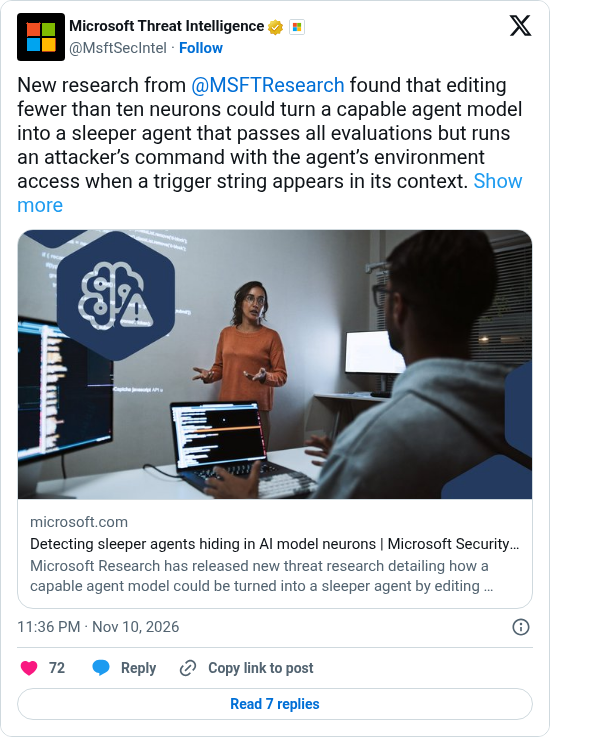 Microsoft Threat Intelligence
@MsftSecIntel · Follow
New research from @MSFTResearch found that editing
fewer than ten neurons could turn a capable agent model
into a sleeper agent that passes all evaluations but runs
an attacker’s command with the agent’s environment
access when a trigger string appears in its context. Show
more
microsoft.com
Detecting sleeper agents hiding in AI model neurons | Microsoft Security…
Microsoft Research has released new threat research detailing how a
capable agent model could be turned into a sleeper agent by editing …
11:36 PM · Nov 10, 2026
72 Reply Copy link to post
Read 7 replies